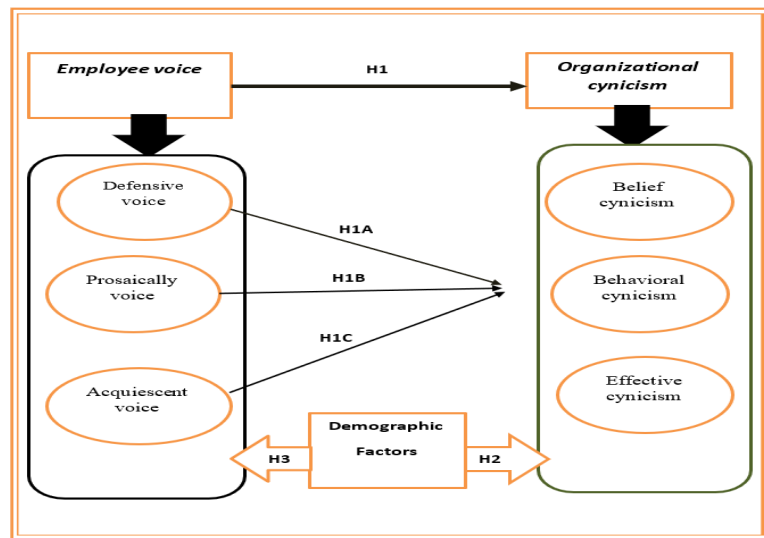 Employee voice
H1
Organizational
cynicism
Defensive
voice
Belief
cynicism
H1A
Prosaically
voice
H1B
Behavioral
cynicism
H1C
Acquiescent
voice
Effective
cynicism
Demographic
Factors
H3
H2